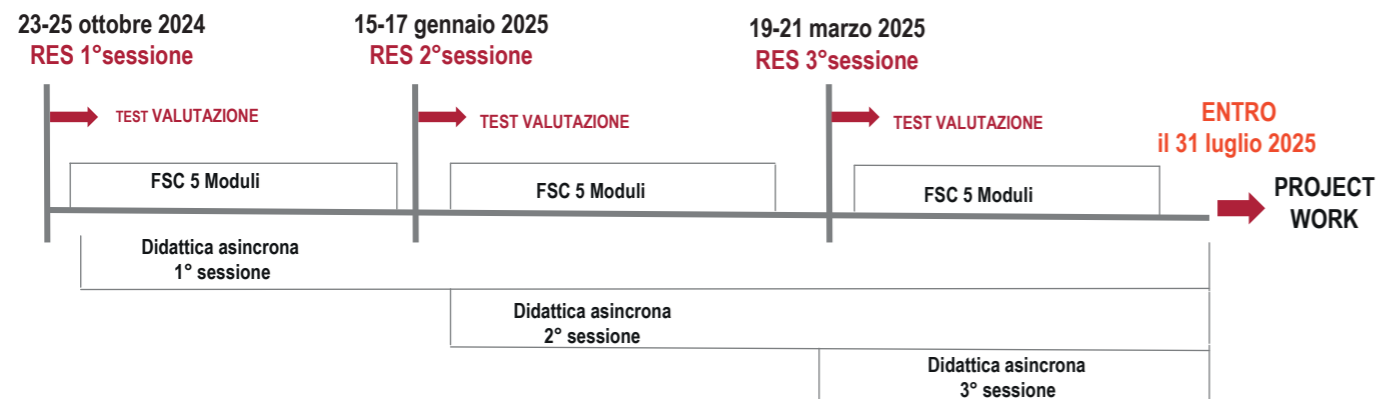 23-25 ottobre 2024
RES 1°sessione
15-17 gennaio 2025
RES 2°sessione
19-21 marzo 2025
RES 3°sessione
TEST VALUTAZIONE
TEST VALUTAZIONE
TEST VALUTAZIONE
ENTRO
il 31 luglio 2025
FSC 5 Moduli
FSC 5 Moduli
FSC 5 Moduli
PROJECT
WORK
Didattica asincrona
1° sessione
Didattica asincrona
2° sessione
Didattica asincrona
3° sessione